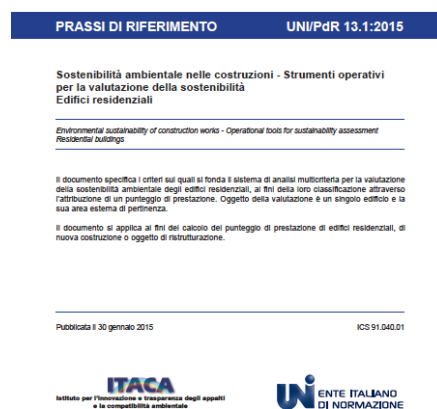 PRASSI DI RIFERIMENTO UNI/PdR 13.1:2015
Sostenibilità ambientale nelle costruzioni - Strumenti operativi
per la valutazione della sostenibilità
Edifici residenziali
Environmental sustainability of construction works - Operational tools for sustainability assessment
Residential buildings
Il documento specifica i criteri sui quali si fonda il sistema di analisi multicriteria per la valutazione
della sostenibilità ambientale degli edifici residenziali, ai fini della loro classificazione attraverso
l'attribuzione di un punteggio di prestazione. Oggetto della valutazione è un singolo edificio e la
sua area esterna di pertinenza.
Il documento si applica ai fini del calcolo del punteggio di prestazione di edifici residenziali, di
nuova costruzione o oggetto di ristrutturazione.
Pubblicata il 30 gennaio 2015 ICS 91.040.01
ITACA
Istituto per l'innovazione e trasparenza degli appalti
e la compatibilità ambientale
UNI ENTE ITALIANO
DI NORMAZIONE